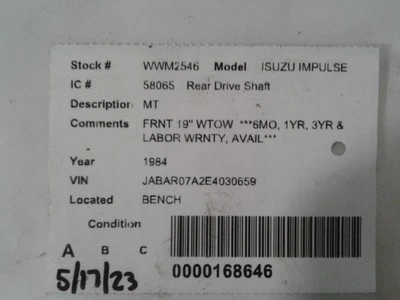 Stock # WWM2546 Model ISUZU IMPULSE
IC # 58065 Rear Drive Shaft
Description MT
Comments FRNT 19" WTOW ***6MO, 1YR, 3YR &
LABOR WRNTY, AVAIL***
Year 1984
VIN JABAR07A2E4030659
Located BENCH
Condition
A B C
5/17/23 0000168646